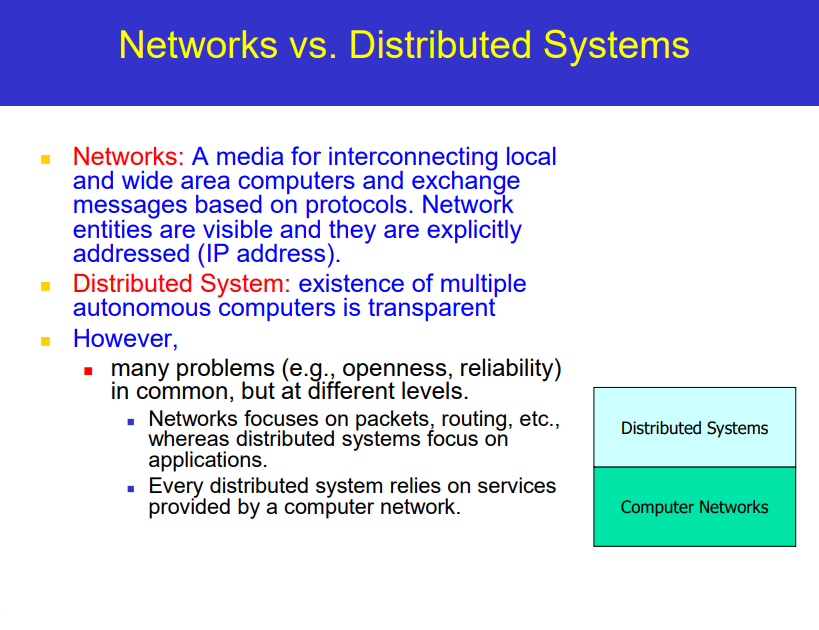 Networks vs. Distributed Systems
Networks: A media for interconnecting local
and wide area computers and exchange
messages based on protocols. Network
entities are visible and they are explicitly
addressed (IP address).
Distributed System: existence of multiple
autonomous computers is transparent
However,
many problems (e.g., openness, reliability)
in common, but at different levels.
Networks focuses on packets, routing, etc.,
whereas distributed systems focus on
applications.
Every distributed system relies on services
provided by a computer network.
Distributed Systems
Computer Networks